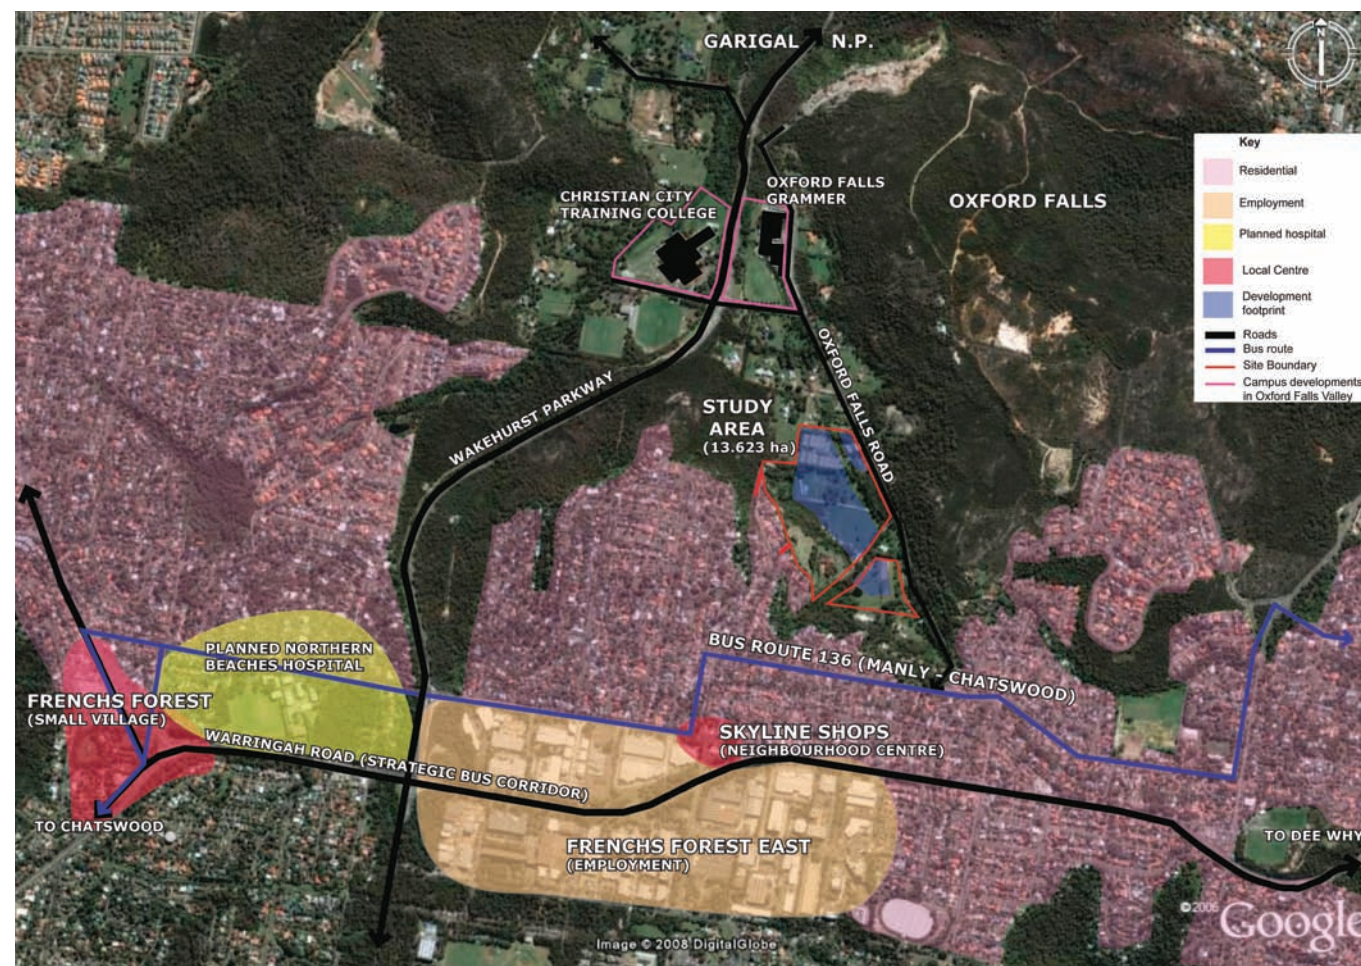 GARIGAL N.P.
N
Key
Residential
Employment
Planned hospital
Local Centre
Development
footprint
Roads
Bus route
Site Boundary
Campus developments
in Oxford Falls Valley
CHRISTIAN CITY
TRAINING COLLEGE
OXFORD FALLS
GRAMMER
OXFORD FALLS
OXFORD FALLS ROAD
WAKEHURST PARKWAY
STUDY
AREA
(13.623 ha)
PLANNED NORTHERN
BEACHES HOSPITAL
BUS ROUTE 136 (MANLY - CHATSWOOD)
FRENCHS FOREST
(SMALL VILLAGE)
WARRINGAH ROAD (STRATEGIC BUS CORRIDOR)
SKYLINE SHOPS
(NEIGHBOURHOOD CENTRE)
TO CHATSWOOD
FRENCHS FOREST EAST
(EMPLOYMENT)
TO DEE WHY
© 2006 Google
Image © 2008 DigitalGlobe